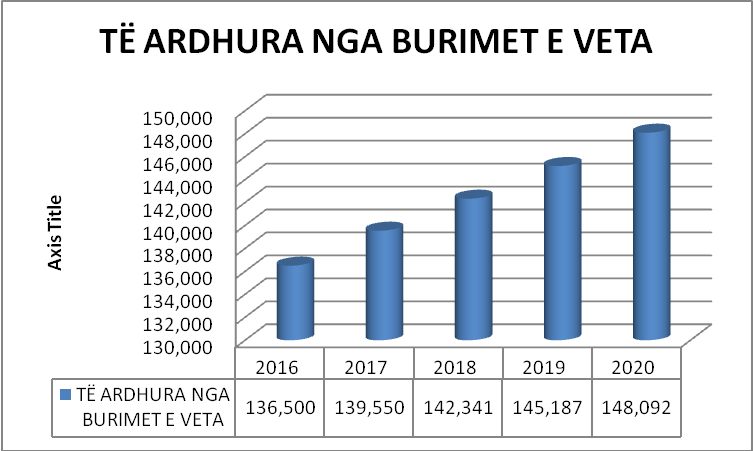 TË ARDHURA NGA BURIMET E VETA
150,000
148,000
146,000
144,000
142,000
140,000
138,000
136,000
134,000
132,000
130,000
Axis Title
2016 2017 2018 2019 2020
TË ARDHURA NGA
BURIMET E VETA
136,500 139,550 142,341 145,187 148,092